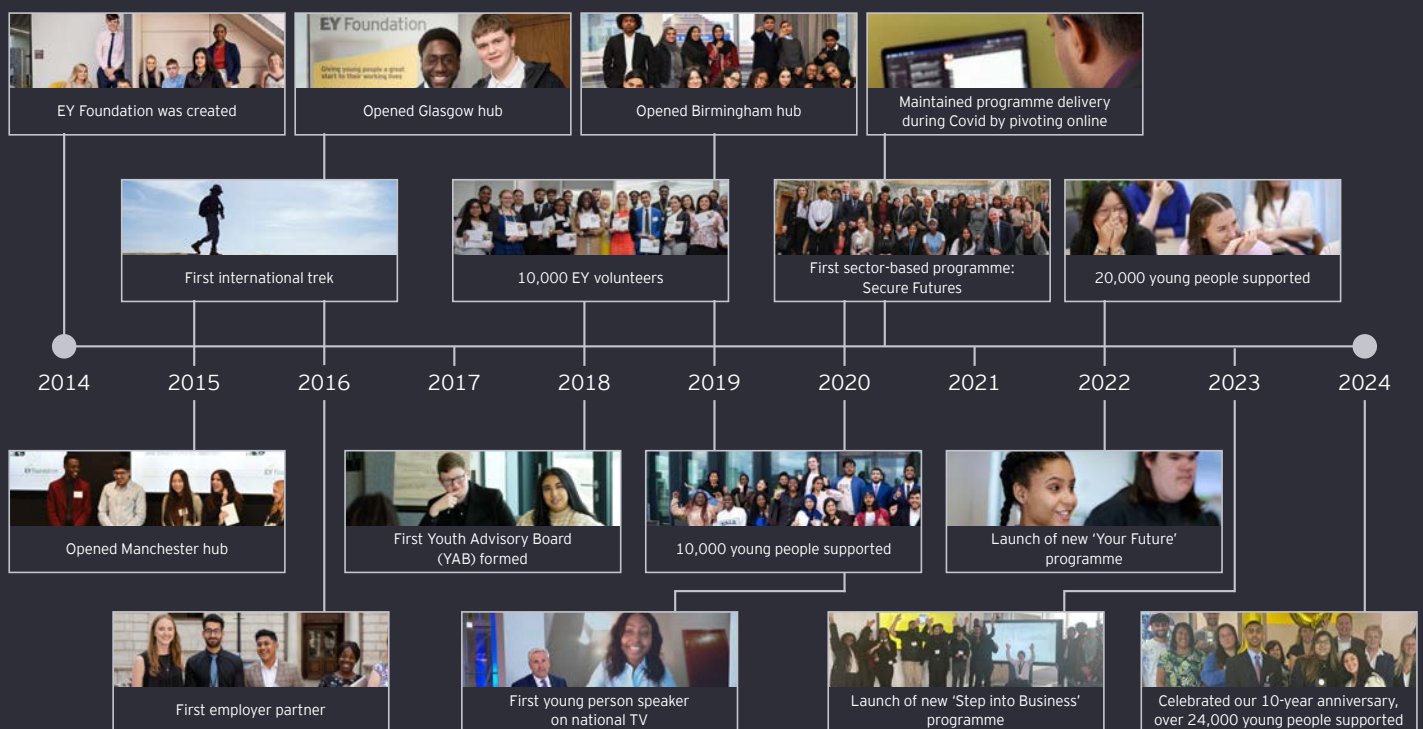 EY Foundation
Giving young people a great
start to their working lives
EY Foundation was created
Opened Glasgow hub
Opened Birmingham hub
Maintained programme delivery
during Covid by pivoting online
First international trek
10,000 EY volunteers
First sector-based programme:
Secure Futures
20,000 young people supported
2014 2015 2016 2017 2018 2019 2020 2021 2022 2023 2024
EY Foundation
Opened Manchester hub
First Youth Advisory Board
(YAB) formed
10,000 young people supported
Launch of new ‘Your Future’
programme
First employer partner
First young person speaker
on national TV
Launch of new ‘Step into Business’
programme
Celebrated our 10-year anniversary,
over 24,000 young people supported